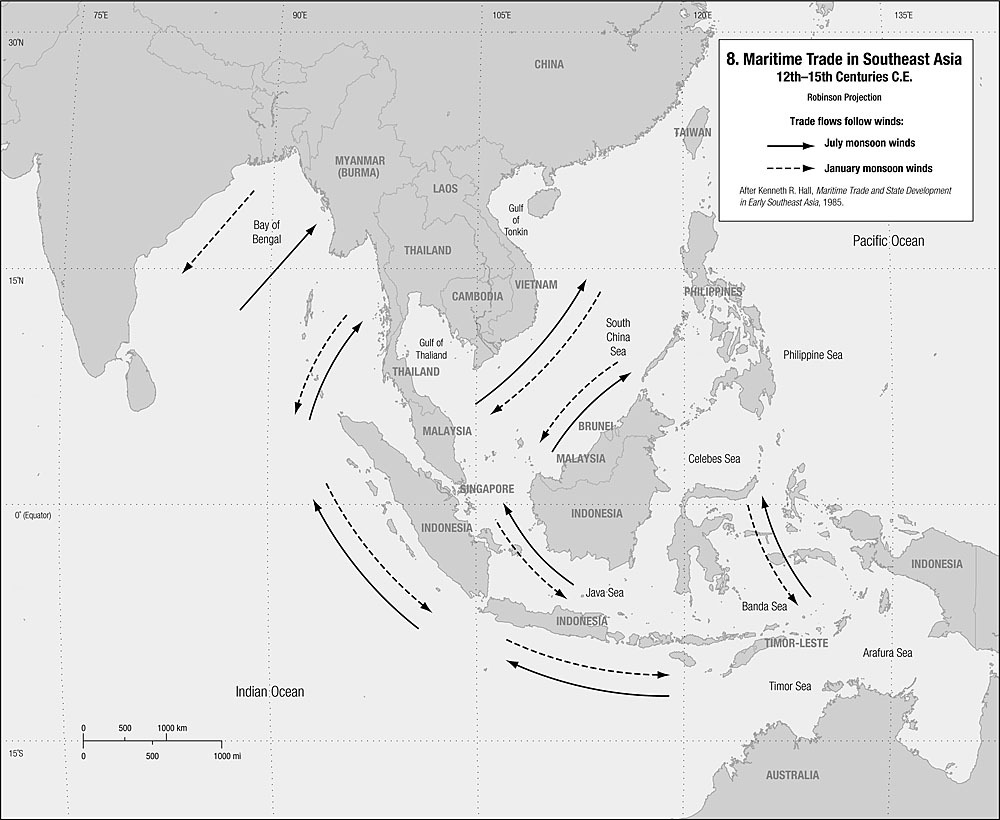 75˚E
90˚E
105˚E
120˚E
135˚E
30˚N
8. Maritime Trade in Southeast Asia
12th–15th Centuries C.E.
Robinson Projection
Trade flows follow winds:
July monsoon winds
January monsoon winds
After Kenneth R. Hall, Maritime Trade and State Development
in Early Southeast Asia, 1985.
CHINA
TAIWAN
MYANMAR
(BURMA)
LAOS
Gulf
of
Tonkin
Bay of
Bengal
THAILAND
Pacific Ocean
15˚N
VIETNAM
CAMBODIA
PHILIPPINES
South
China
Sea
Gulf of
Thaliand
Philippine Sea
THAILAND
MALAYSIA
BRUNEI
MALAYSIA
Celebes Sea
SINGAPORE
0˚ (Equator)
INDONESIA
INDONESIA
INDONESIA
Java Sea
Banda Sea
INDONESIA
TIMOR-LESTE
Arafura Sea
Timor Sea
Indian Ocean
0 500 1000 km
0 500 1000 mi
15˚S
AUSTRALIA